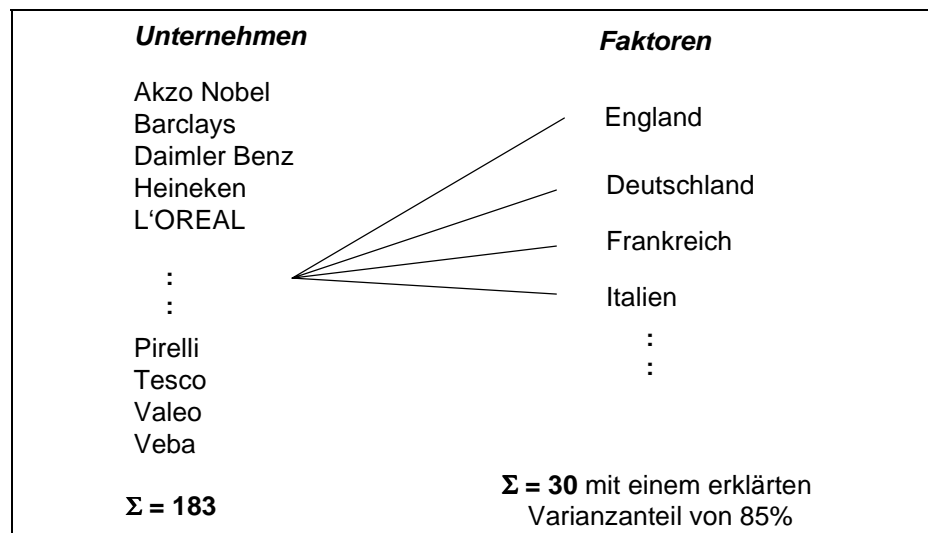 Unternehmen
Akzo Nobel
Barclays
Daimler Benz
Heineken
L‘OREAL
:
:
Pirelli
Tesco
Valeo
Veba
Σ = 183
Faktoren
England
Deutschland
Frankreich
Italien
:
:
Σ = 30 mit einem erklärten
Varianzanteil von 85%